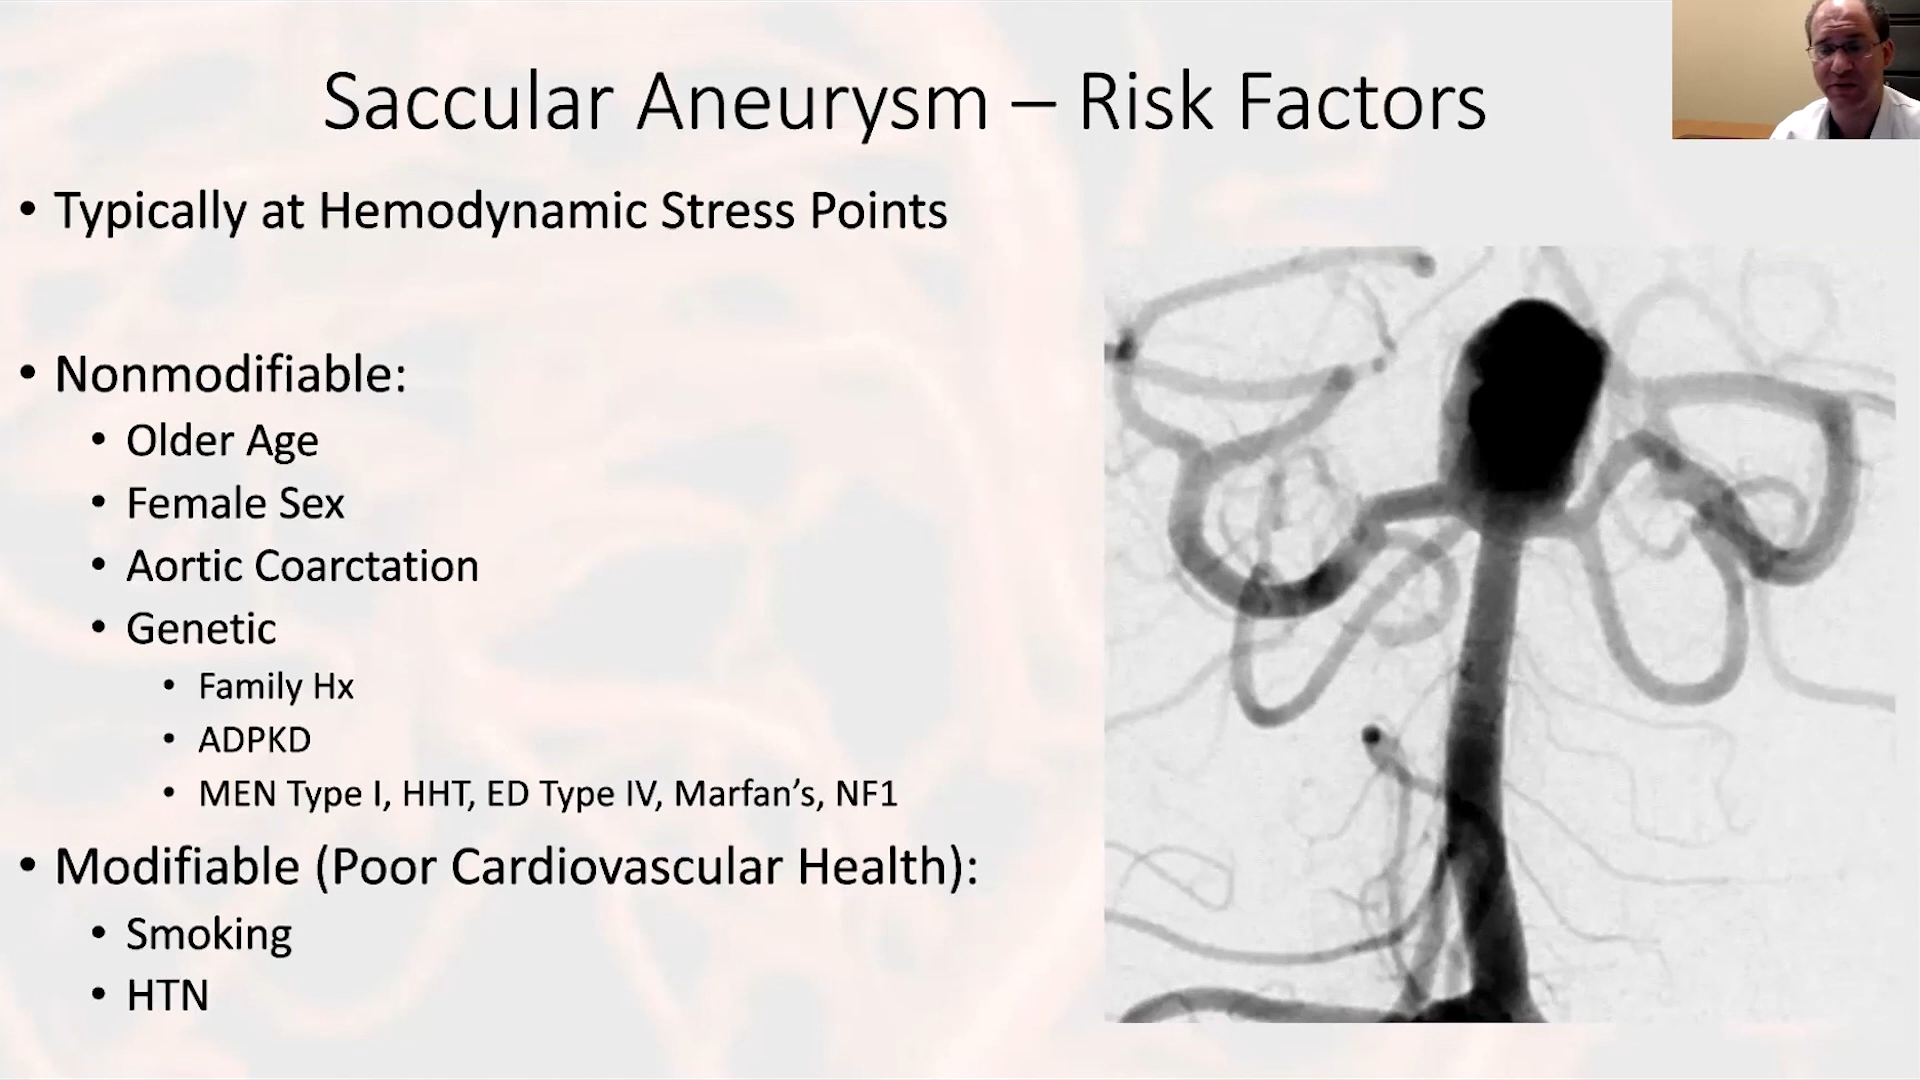 Saccular Aneurysm – Risk Factors
• Typically at Hemodynamic Stress Points
• Nonmodifiable:
• Older Age
• Female Sex
• Aortic Coarctation
• Genetic
• Family Hx
• ADPKD
• MEN Type I, HHT, ED Type IV, Marfan’s, NF1
• Modifiable (Poor Cardiovascular Health):
• Smoking
• HTN